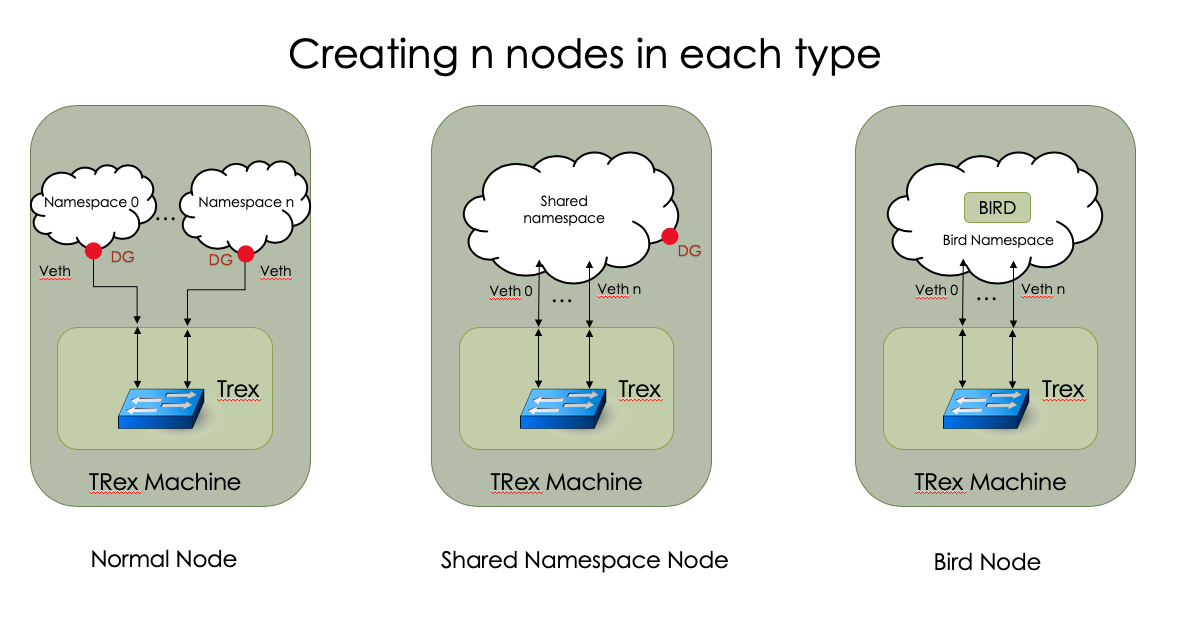 Creating n nodes in each type
Namespace 0
...
Namespace n
DG
DG
Veth
Veth
Trex
TRex Machine
Normal Node
Shared
namespace
DG
Veth 0
...
Veth n
Trex
TRex Machine
Shared Namespace Node
BIRD
Bird Namespace
Veth 0
...
Veth n
Trex
TRex Machine
Bird Node